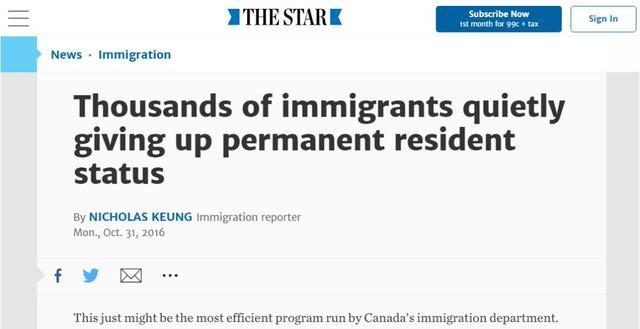 THE STAR
Subscribe Now
1st month for 99¢ + tax
Sign In
News · Immigration
Thousands of immigrants quietly
giving up permanent resident
status
By NICHOLAS KEUNG Immigration reporter
Mon., Oct. 31, 2016
This just might be the most efficient program run by Canada's immigration department.